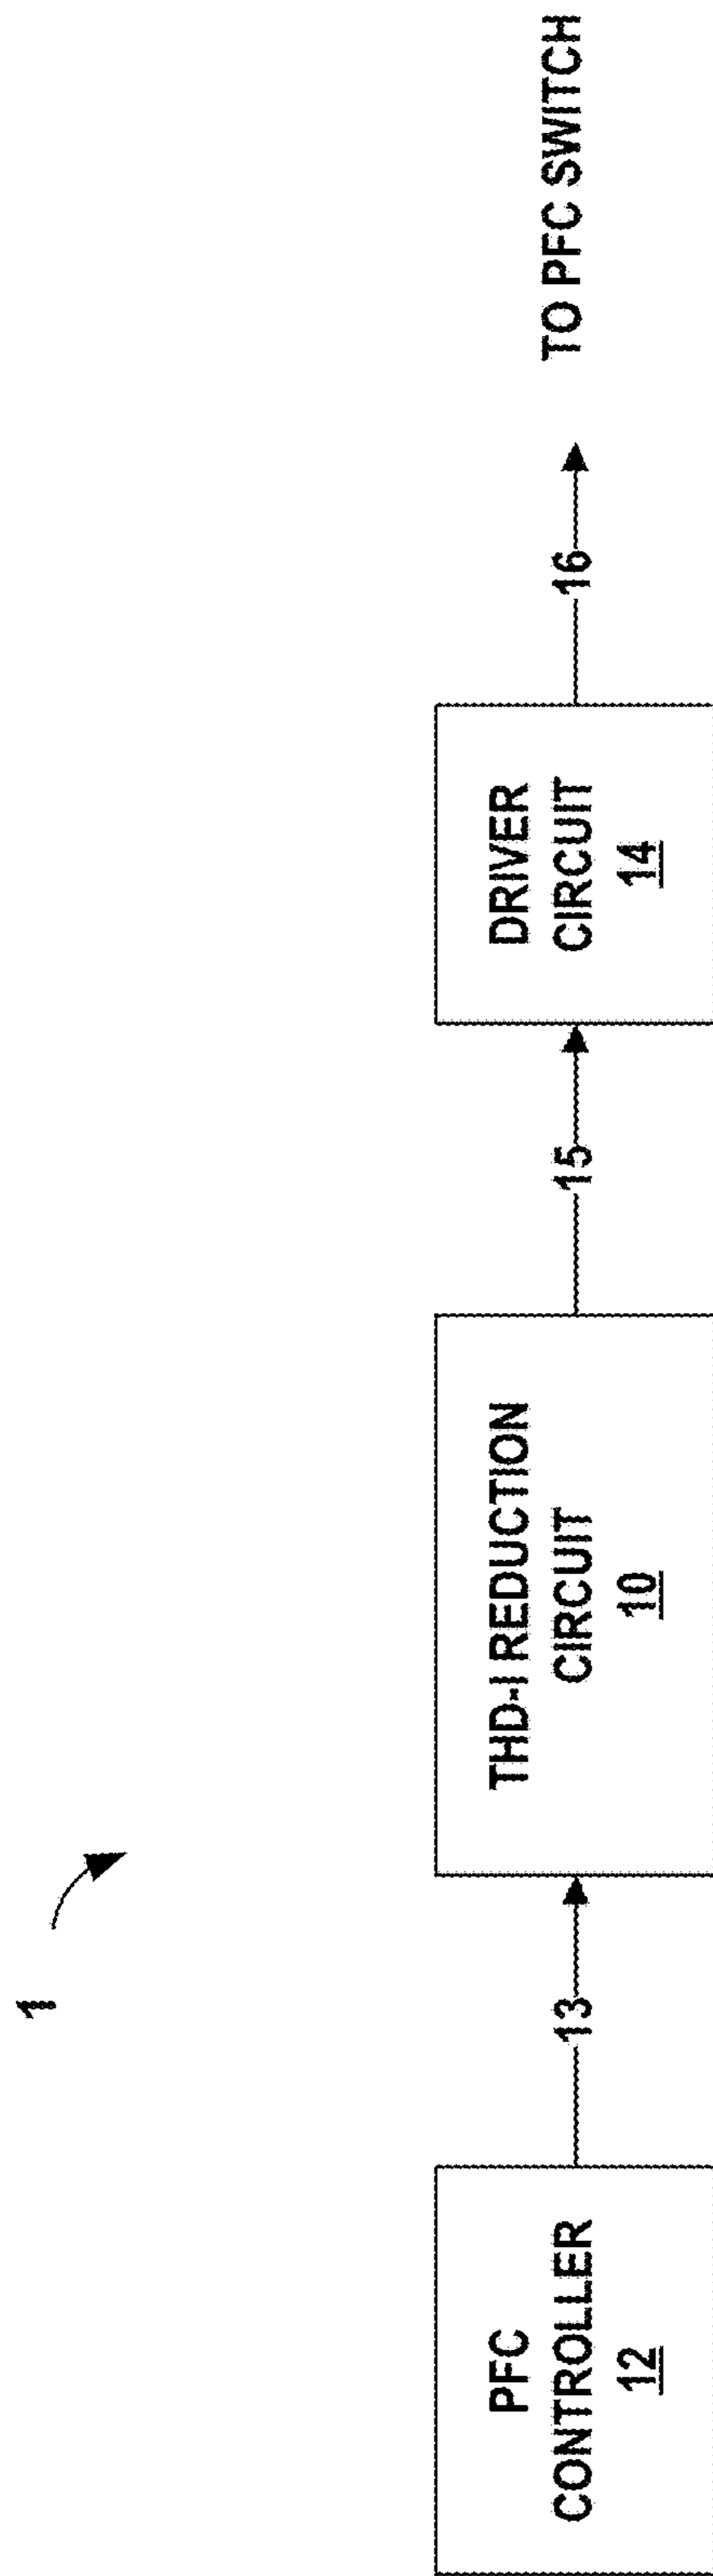 1
PFC
CONTROLLER
12
13
THD-I REDUCTION
CIRCUIT
10
15
DRIVER
CIRCUIT
14
16
TO PFC SWITCH